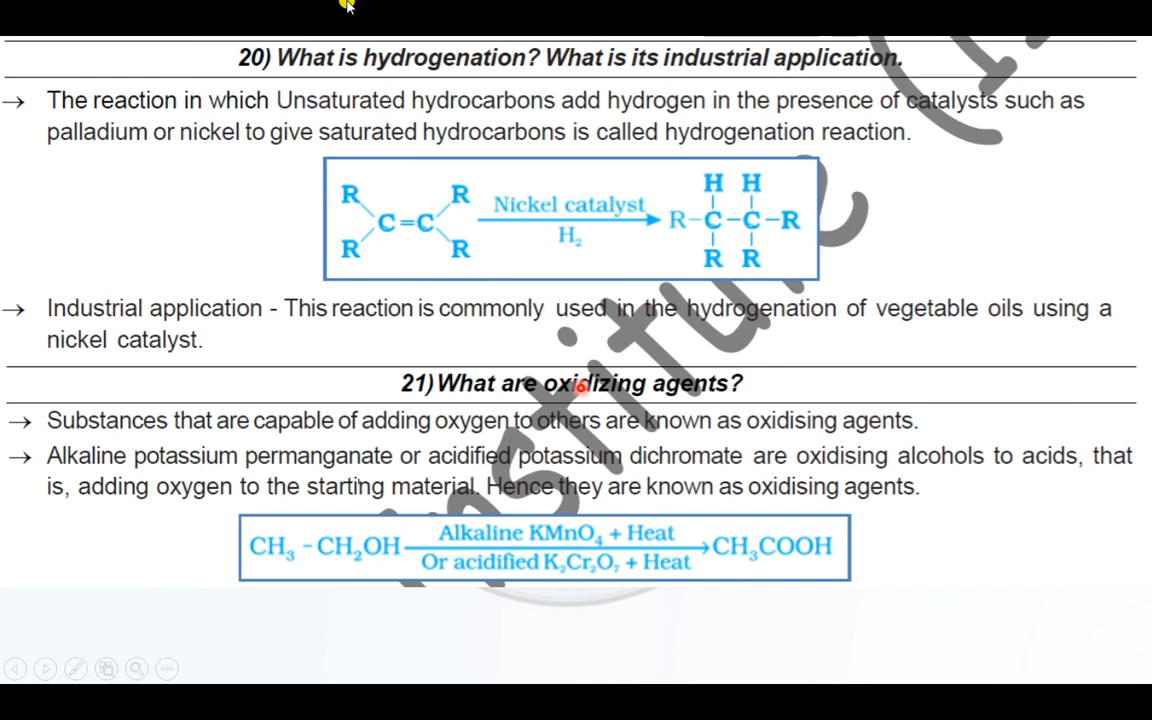 20) What is hydrogenation? What is its industrial application.
→ The reaction in which Unsaturated hydrocarbons add hydrogen in the presence of catalysts such as
palladium or nickel to give saturated hydrocarbons is called hydrogenation reaction.
R R H H
C=C Nickel catalyst R-C-C-R
R R H₂ R R
→ Industrial application - This reaction is commonly used in the hydrogenation of vegetable oils using a
nickel catalyst.
21) What are oxidizing agents?
→ Substances that are capable of adding oxygen to others are known as oxidising agents.
→ Alkaline potassium permanganate or acidified potassium dichromate are oxidising alcohols to acids, that
is, adding oxygen to the starting material. Hence they are known as oxidising agents.
Alkaline KMnO₄ + Heat
CH₃ - CH₂OH → CH₃COOH
Or acidified K₂Cr₂O₇ + Heat